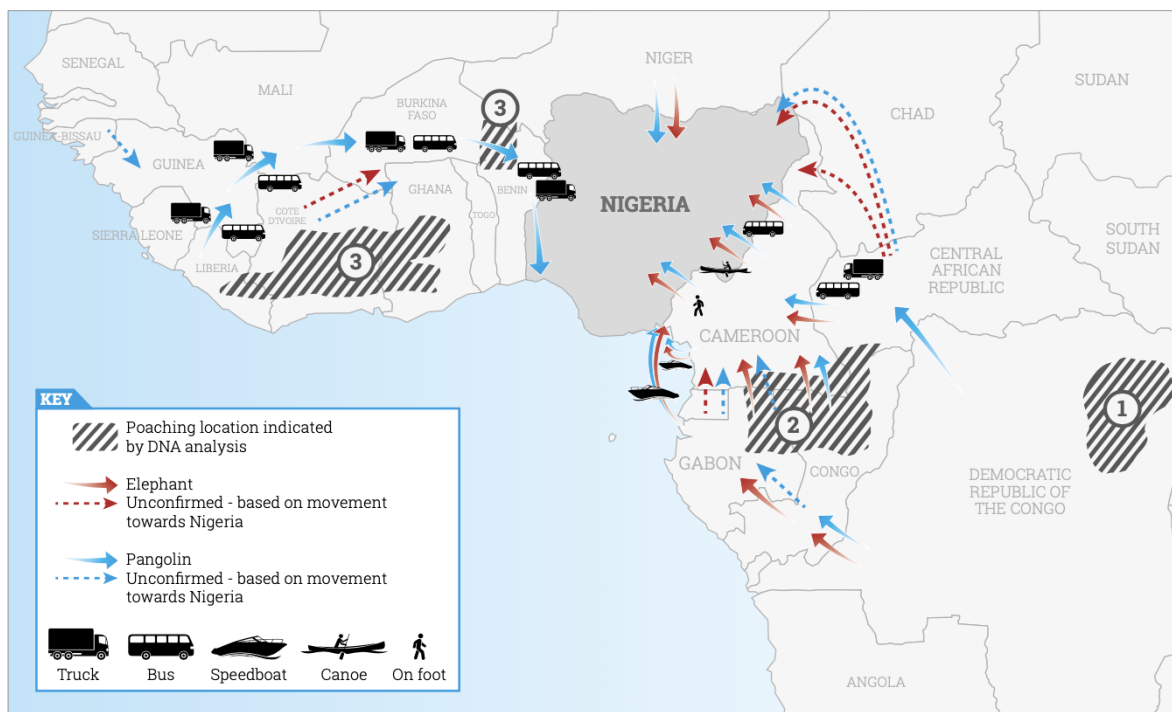 SENEGAL
MALI
NIGER
CHAD
SUDAN
BURKINA
FASO
3
GUINEA-BISSAU
GUINEA
GHANA
BENIN
TOGO
COTE
D'IVOIRE
SIERRA LEONE
LIBERIA
3
NIGERIA
SOUTH
SUDAN
CENTRAL
AFRICAN
REPUBLIC
CAMEROON
1
2
GABON
CONGO
DEMOCRATIC
REPUBLIC OF
THE CONGO
ANGOLA
KEY
Poaching location indicated
by DNA analysis
Elephant
Unconfirmed - based on movement
towards Nigeria
Pangolin
Unconfirmed - based on movement
towards Nigeria
Truck
Bus
Speedboat
Canoe
On foot